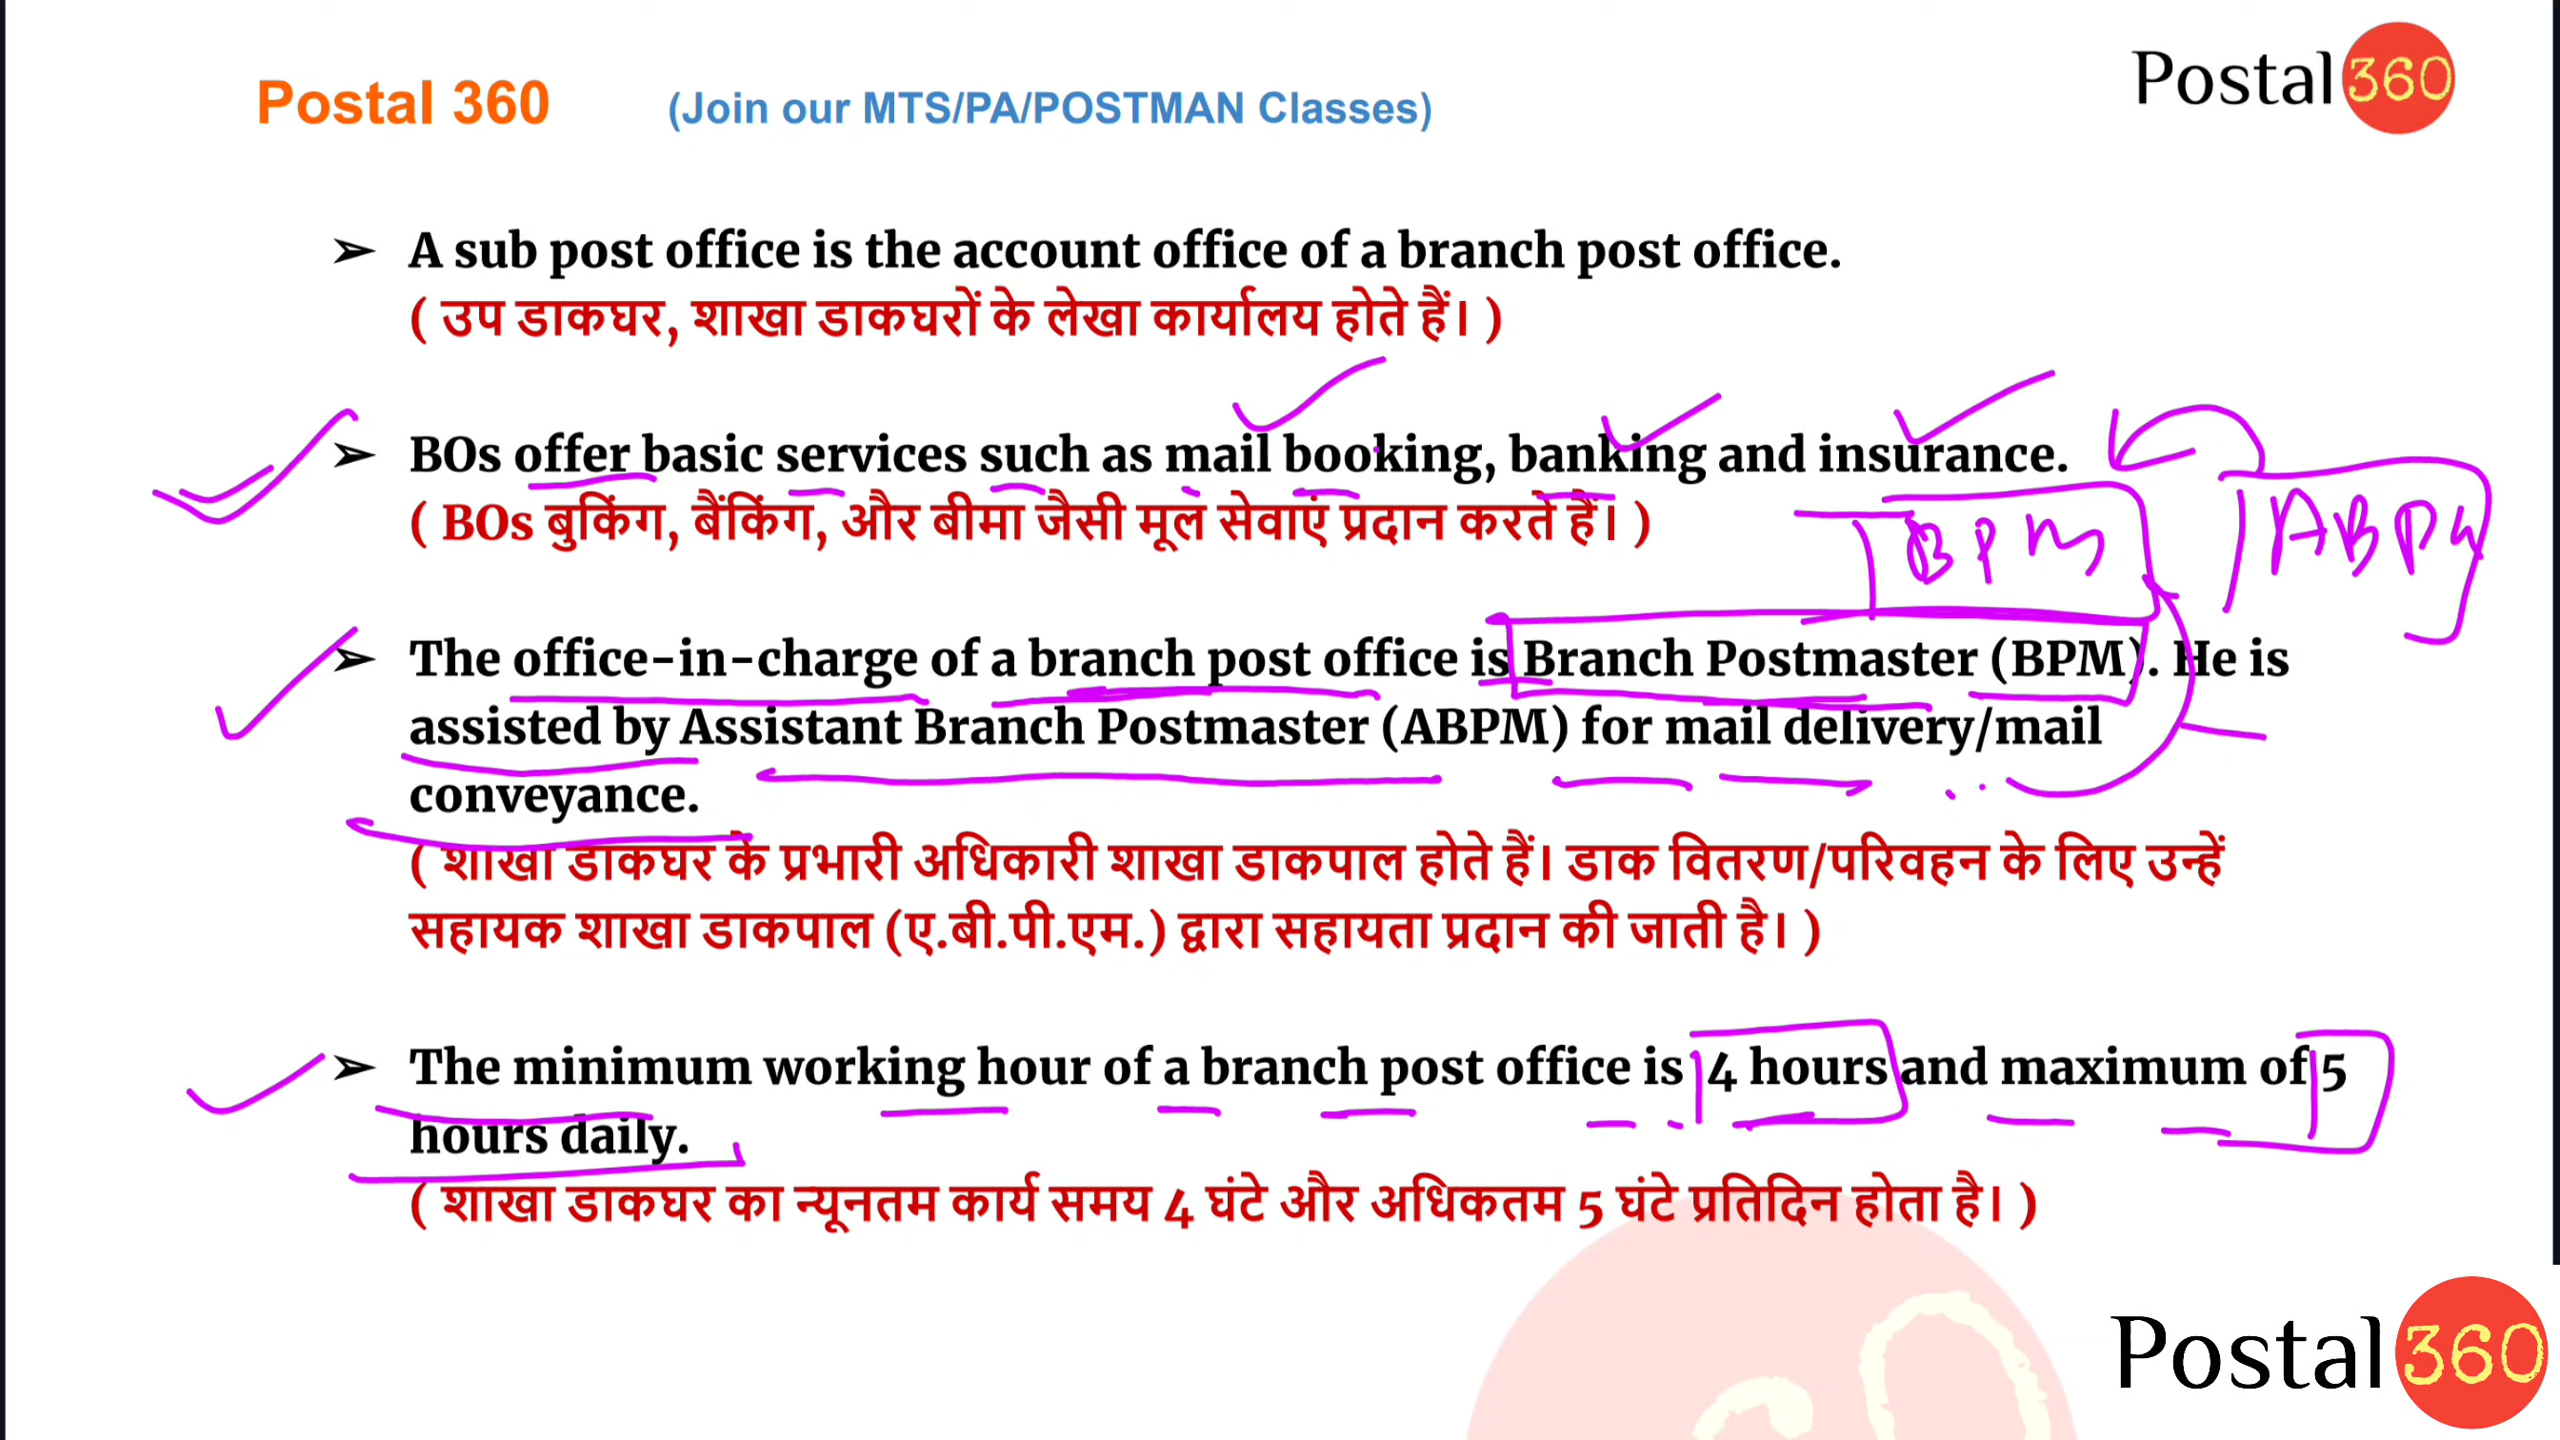 Postal 360 (Join our MTS/PA/POSTMAN Classes) Postal 360
➢ A sub post office is the account office of a branch post office.
( उप डाकघर, शाखा डाकघरों के लेखा कार्यालय होते हैं। )
➢ BOs offer basic services such as mail booking, banking and insurance.
( BOs बुकिंग, बैंकिंग, और बीमा जैसी मूल सेवाएं प्रदान करते हैं। )
BPM ABPM
➢ The office-in-charge of a branch post office is Branch Postmaster (BPM). He is
assisted by Assistant Branch Postmaster (ABPM) for mail delivery/mail
conveyance.
( शाखा डाकघर के प्रभारी अधिकारी शाखा डाकपाल होते हैं। डाक वितरण/परिवहन के लिए उन्हें
सहायक शाखा डाकपाल (ए.बी.पी.एम.) द्वारा सहायता प्रदान की जाती है। )
➢ The minimum working hour of a branch post office is 4 hours and maximum of 5
hours daily.
( शाखा डाकघर का न्यूनतम कार्य समय 4 घंटे और अधिकतम 5 घंटे प्रतिदिन होता है। )
Postal 360